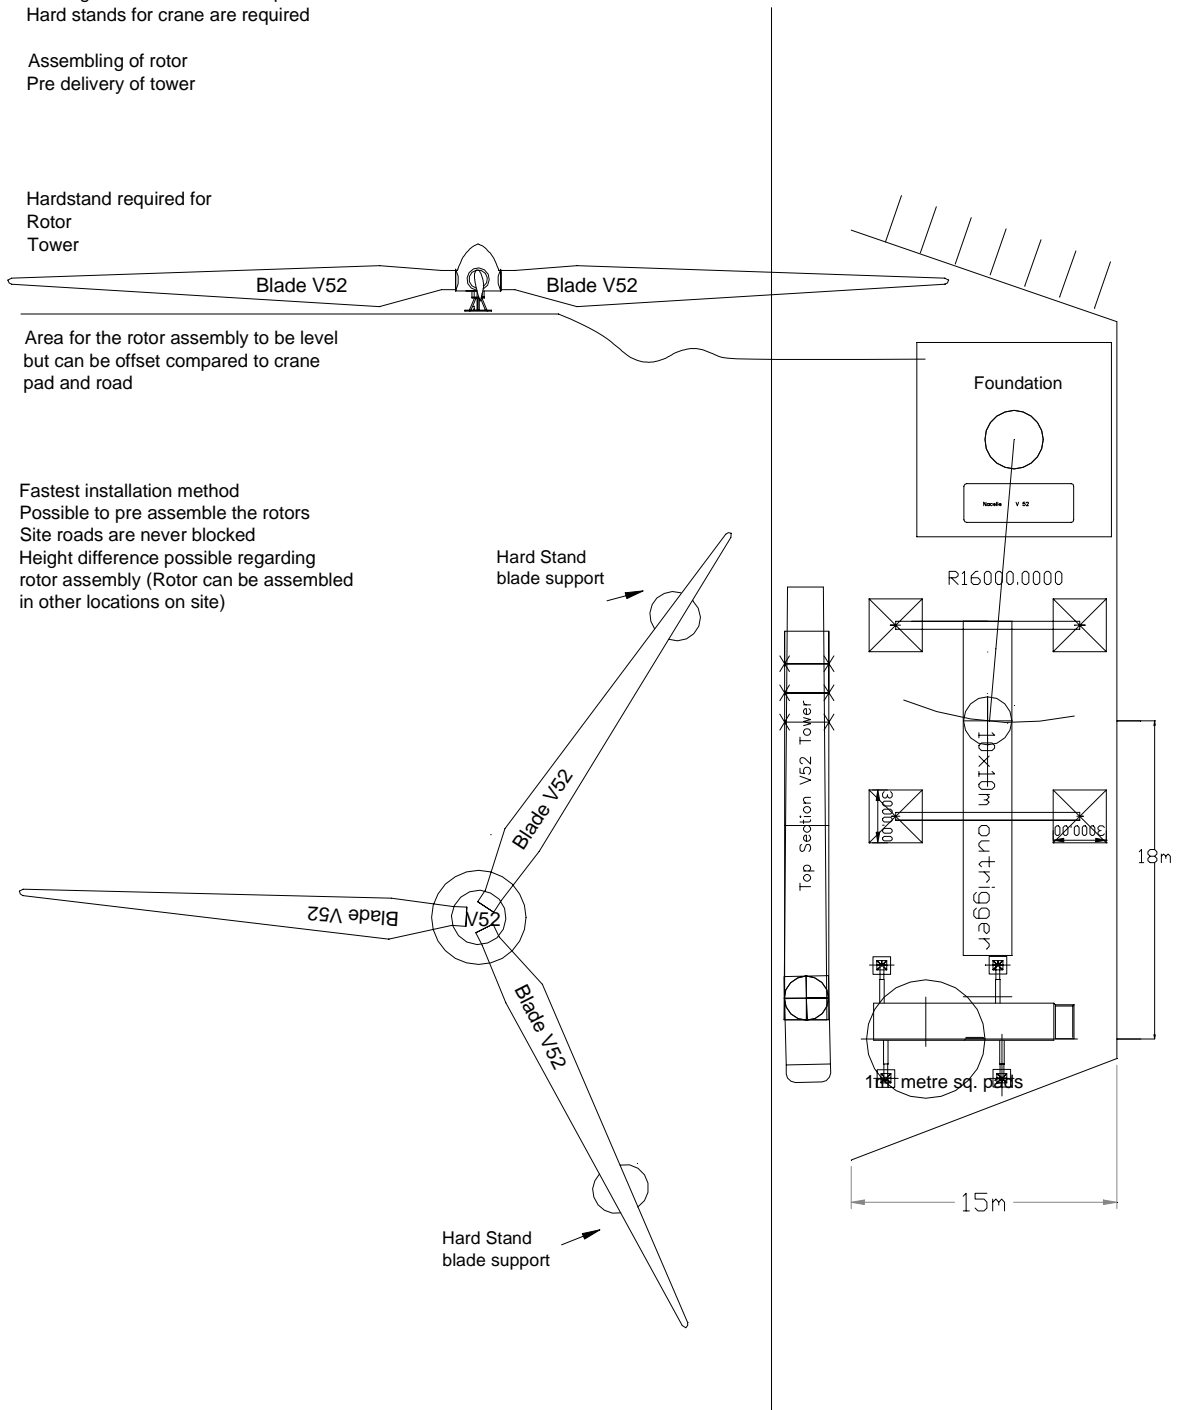 Hard stands for crane are required
Assembling of rotor
Pre delivery of tower
Hardstand required for
Rotor
Tower
Blade V52
Blade V52
Area for the rotor assembly to be level
but can be offset compared to crane
pad and road
Foundation
Nacelle V 52
Fastest installation method
Possible to pre assemble the rotors
Site roads are never blocked
Height difference possible regarding
rotor assembly (Rotor can be assembled
in other locations on site)
Hard Stand
blade support
R16000.0000
Top Section V52 Tower
10x10m outrigger
3000.00
3000.00
18m
Blade V52
Blade V52
V52
Blade V52
metre sq. pads
15m
Hard Stand
blade support